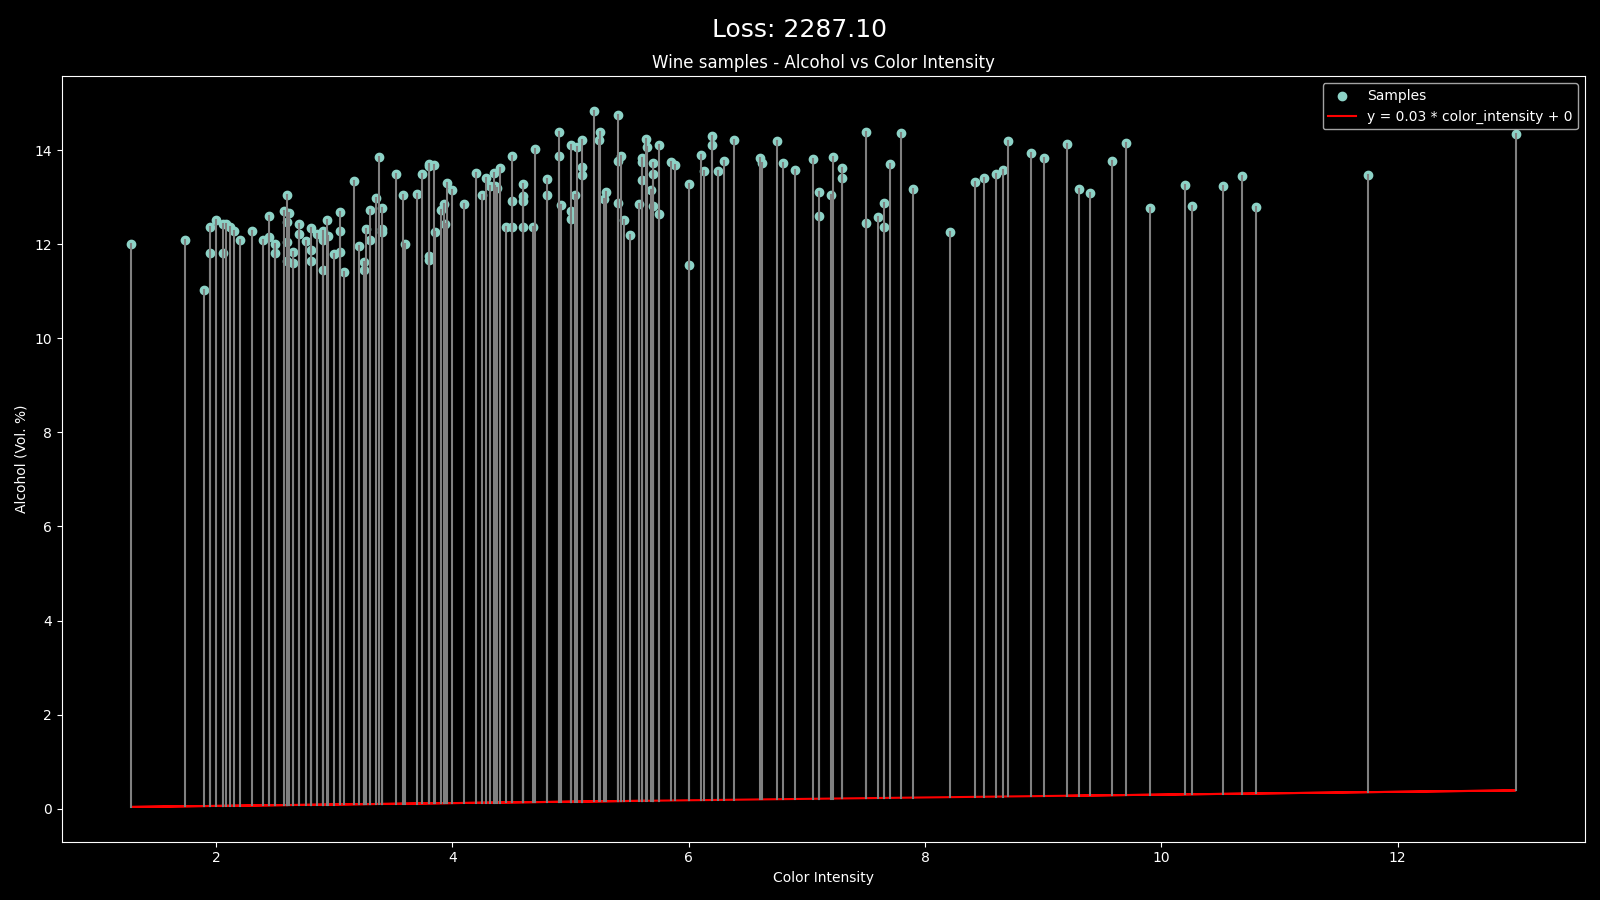 Loss: 2287.10
Wine samples - Alcohol vs Color Intensity
Samples
y = 0.03 * color_intensity + 0
14
12
10
8
6
4
2
0
Alcohol (Vol. %)
2 4 6 8 10 12
Color Intensity